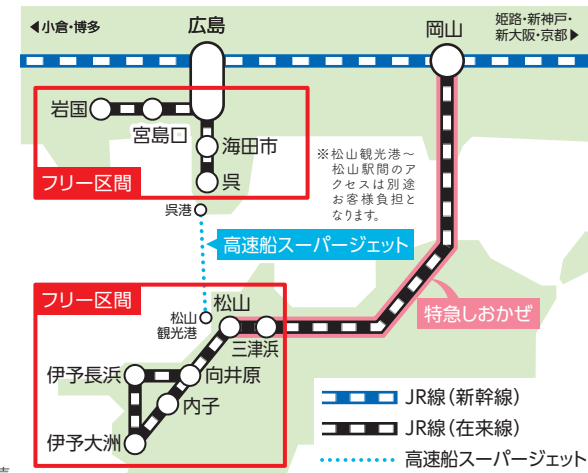 ◀小倉・博多
広島
岡山
姫路・新神戸・
新大阪・京都▶
岩国
宮島口
海田市
呉
フリー区間
※松山観光港～
松山駅間のア
クセスは別途
お客様負担と
なります。
呉港
高速船スーパージェット
フリー区間
松山
松山
観光港
三津浜
特急しおかぜ
伊予長浜
向井原
内子
伊予大洲
JR線（新幹線）
JR線（在来線）
高速船スーパージェット